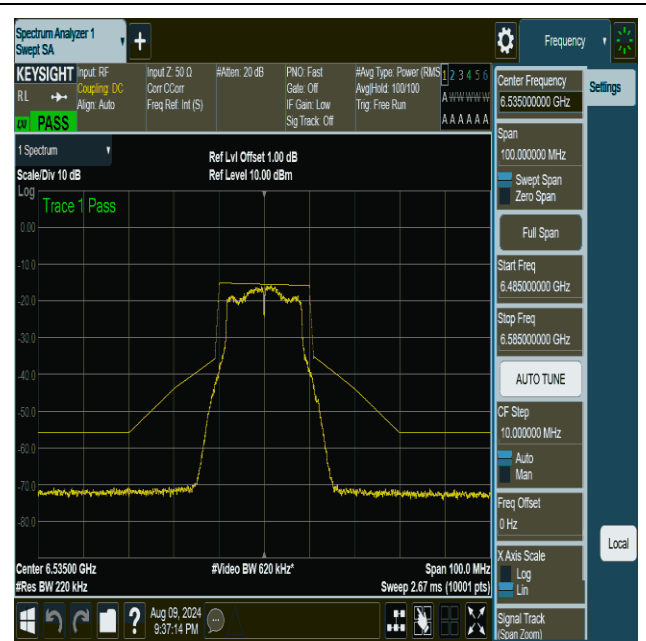 Spectrum Analyzer 1
Swept SA
Frequency
KEYSIGHT
RL
PASS
Input: RF
Coupling: DC
Align: Auto
Input Z: 50 Ω
Corr CCorr
Freq Ref: Int (S)
#Atten: 20 dB
PNO: Fast
Gate: Off
IF Gain: Low
Sig Track: Off
#Avg Type: Power (RMS
Avg|Hold: 100/100
Trig: Free Run
1 2 3 4 5 6
A W W W W W
A A A A A A
1 Spectrum
Scale/Div 10 dB
Ref Lvl Offset 1.00 dB
Ref Level 10.00 dBm
Log
Trace 1 Pass
0.00
-10.0
-20.0
-30.0
-40.0
-50.0
-60.0
-70.0
-80.0
Center 6.53500 GHz
#Res BW 220 kHz
#Video BW 620 kHz*
Span 100.0 MHz
Sweep 2.67 ms (10001 pts)
Aug 09, 2024
9:37:14 PM
Center Frequency
6.535000000 GHz
Span
100.000000 MHz
Swept Span
Zero Span
Full Span
Start Freq
6.485000000 GHz
Stop Freq
6.585000000 GHz
AUTO TUNE
CF Step
10.000000 MHz
Auto
Man
Freq Offset
0 Hz
X Axis Scale
Log
Lin
Signal Track
(Span Zoom)
Settings
Local